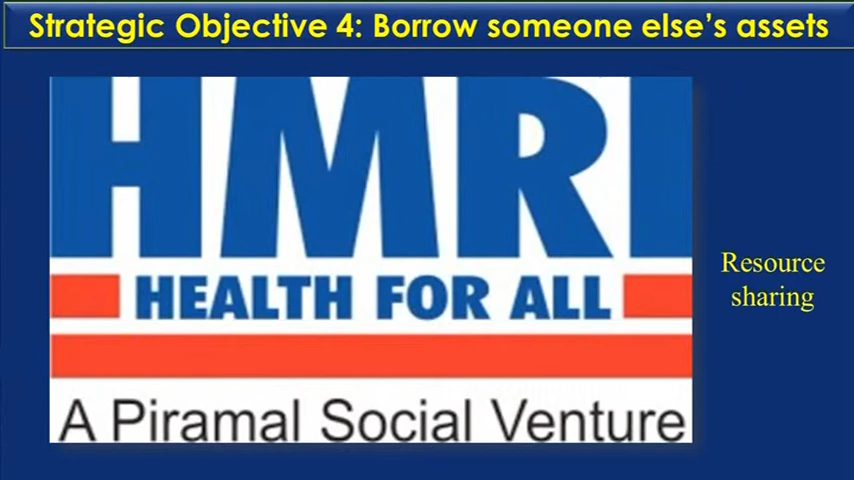 Strategic Objective 4: Borrow someone else's assets
HMRI
HEALTH FOR ALL
A Piramal Social Venture
Resource
sharing